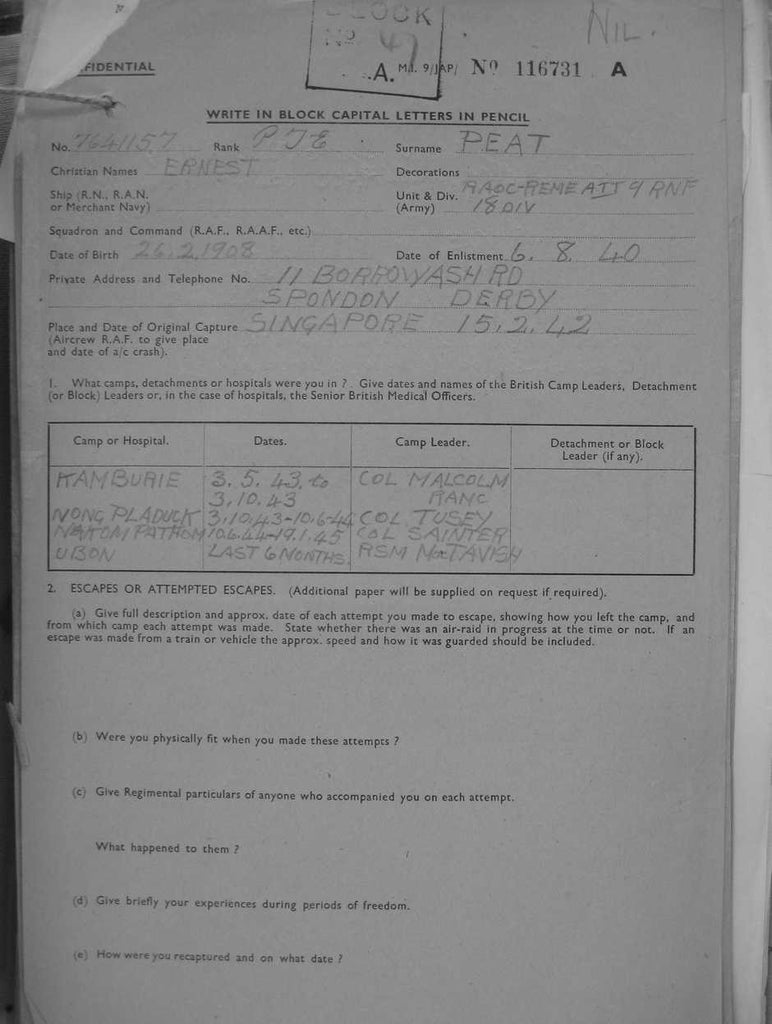 BLOCK
Nº 4
NIL.
FIDENTIAL
A. M.I. 9/JAP/ Nº 116731 A
WRITE IN BLOCK CAPITAL LETTERS IN PENCIL
No. 7641157 Rank PTE Surname PEAT
Christian Names ERNEST Decorations
Ship (R.N., R.A.N. Unit & Div. RAOC-REME ATT 9 RNF
or Merchant Navy) (Army) 18 DIV
Squadron and Command (R.A.F., R.A.A.F., etc.)
Date of Birth 26.2.1908 Date of Enlistment 6. 8. 40
Private Address and Telephone No. 11 BORROWASH RD
SPONDON DERBY
Place and Date of Original Capture SINGAPORE 15.2.42
(Aircrew R.A.F. to give place
and date of a/c crash).
1. What camps, detachments or hospitals were you in ? Give dates and names of the British Camp Leaders, Detachment
(or Block) Leaders or, in the case of hospitals, the Senior British Medical Officers.
Camp or Hospital. Dates. Camp Leader. Detachment or Block
Leader (if any).
KAMBURIE 3.5.43. to COL MALCOLM
3.10.43 RAMC
NONG PLADUCK 3.10.43-10.6.44 COL TUSEY
NAKOM PATHOM 10.6.44-19.1.45 COL SAINTER
UBON LAST 6 MONTHS. RSM McTAVISH
2. ESCAPES OR ATTEMPTED ESCAPES. (Additional paper will be supplied on request if required).
(a) Give full description and approx. date of each attempt you made to escape, showing how you left the camp, and
from which camp each attempt was made. State whether there was an air-raid in progress at the time or not. If an
escape was made from a train or vehicle the approx. speed and how it was guarded should be included.
(b) Were you physically fit when you made these attempts ?
(c) Give Regimental particulars of anyone who accompanied you on each attempt.
What happened to them ?
(d) Give briefly your experiences during periods of freedom.
(e) How were you recaptured and on what date ?